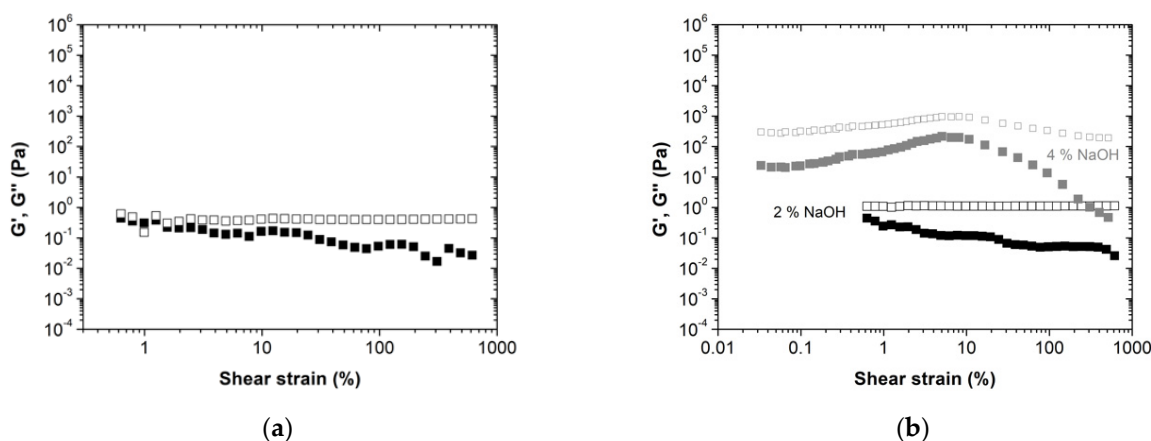 10⁶
10⁵
10⁴
10³
10²
10¹
10⁰
10⁻¹
10⁻²
10⁻³
10⁻⁴
G', G'' (Pa)
1 10 100 1000
Shear strain (%)
(a)
10⁶
10⁵
10⁴
10³
10²
10¹
10⁰
10⁻¹
10⁻²
10⁻³
10⁻⁴
G', G'' (Pa)
4 % NaOH
2 % NaOH
0.01 0.1 1 10 100 1000
Shear strain (%)
(b)